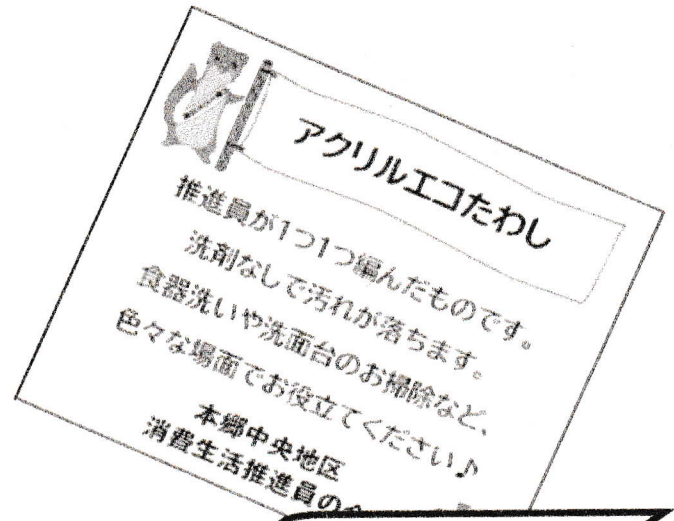 アクリルエコたわし
推進員が1つ1つ編んだものです。
洗剤なしで汚れが落ちます。
食器洗いや洗面台のお掃除など、
色々な場面でお役立てください♪
本郷中央地区
消費生活推進員の